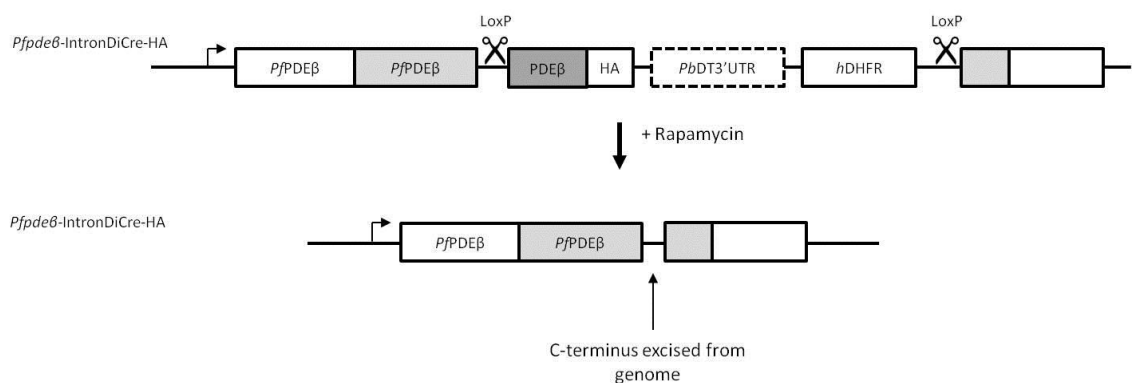 LoxP LoxP
Pfpdeβ-IntronDiCre-HA
PfPDEβ PfPDEβ PDEβ HA PbDT3'UTR hDHFR
+ Rapamycin
Pfpdeβ-IntronDiCre-HA
PfPDEβ PfPDEβ
C-terminus excised from
genome